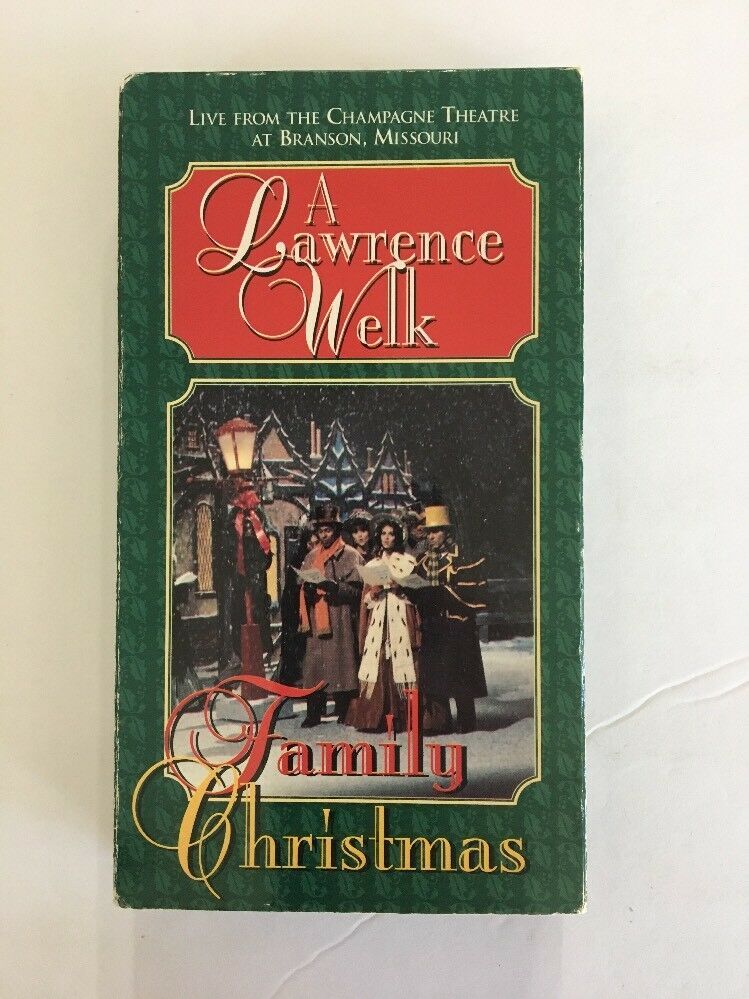 LIVE FROM THE CHAMPAGNE THEATRE
AT BRANSON, MISSOURI
A
Lawrence
Welk
Family
Christmas